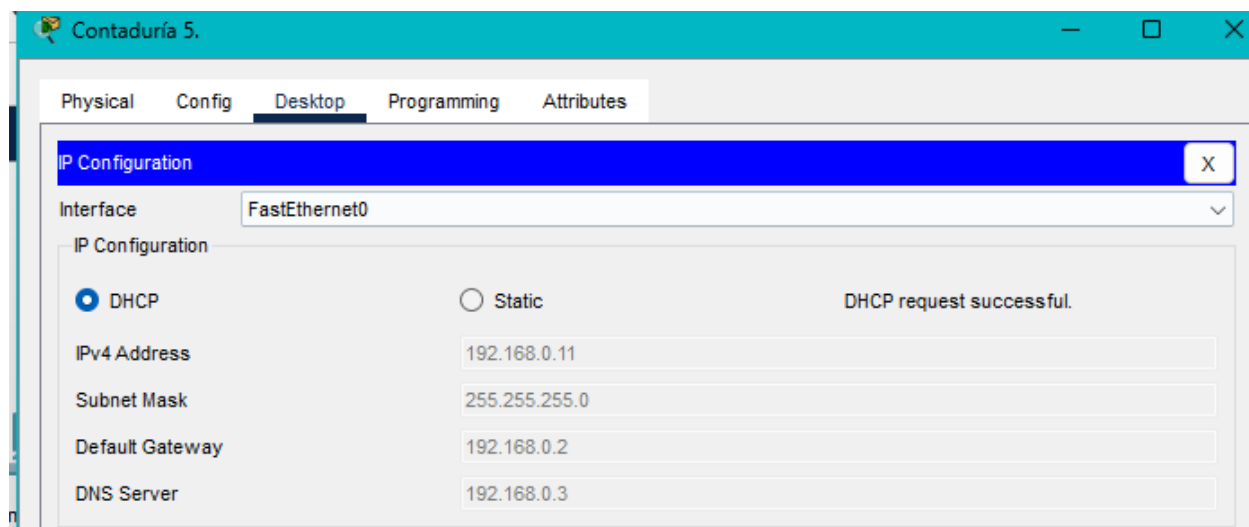 Contaduría 5.
Physical Config Desktop Programming Attributes
IP Configuration X
Interface FastEthernet0
IP Configuration
DHCP Static DHCP request successful.
IPv4 Address 192.168.0.11
Subnet Mask 255.255.255.0
Default Gateway 192.168.0.2
DNS Server 192.168.0.3